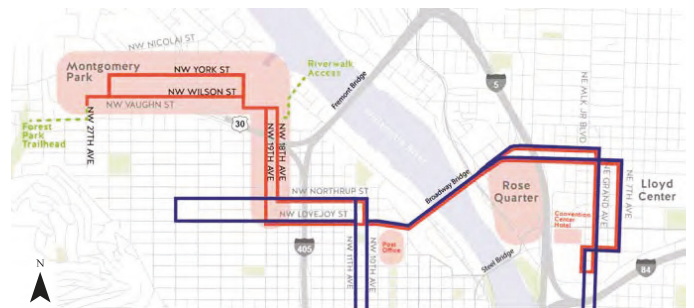 NW NICOLAI ST
Montgomery
Park
NW YORK ST
NW WILSON ST
NW VAUGHN ST
Riverwalk
Access
Forest
Park
Trailhead
NW 27TH AVE
30
NW 19TH AVE
NW 18TH AVE
Fremont Bridge
5
NE MLK JR BLVD
NE GRAND AVE
NE 7TH AVE
Lloyd
Center
Broadway Bridge
Rose
Quarter
Convention
Center
Hotel
NW NORTHRUP ST
NW LOVEJOY ST
Post
Office
405
NW 11TH AVE
NW 10TH AVE
Steel Bridge
84
N